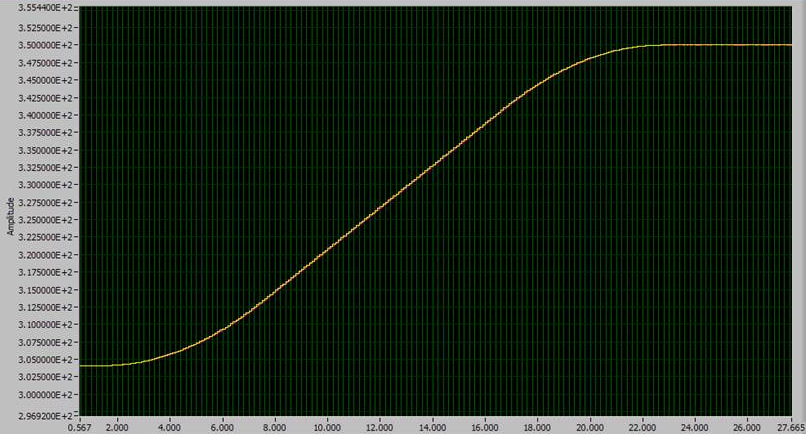 3.554400E+2
3.525000E+2
3.500000E+2
3.475000E+2
3.450000E+2
3.425000E+2
3.400000E+2
3.375000E+2
3.350000E+2
3.325000E+2
3.300000E+2
3.275000E+2
3.250000E+2
3.225000E+2
3.200000E+2
3.175000E+2
3.150000E+2
3.125000E+2
3.100000E+2
3.075000E+2
3.050000E+2
3.025000E+2
3.000000E+2
2.969200E+2
Amplitude
0.567 2.000 4.000 6.000 8.000 10.000 12.000 14.000 16.000 18.000 20.000 22.000 24.000 26.000 27.665